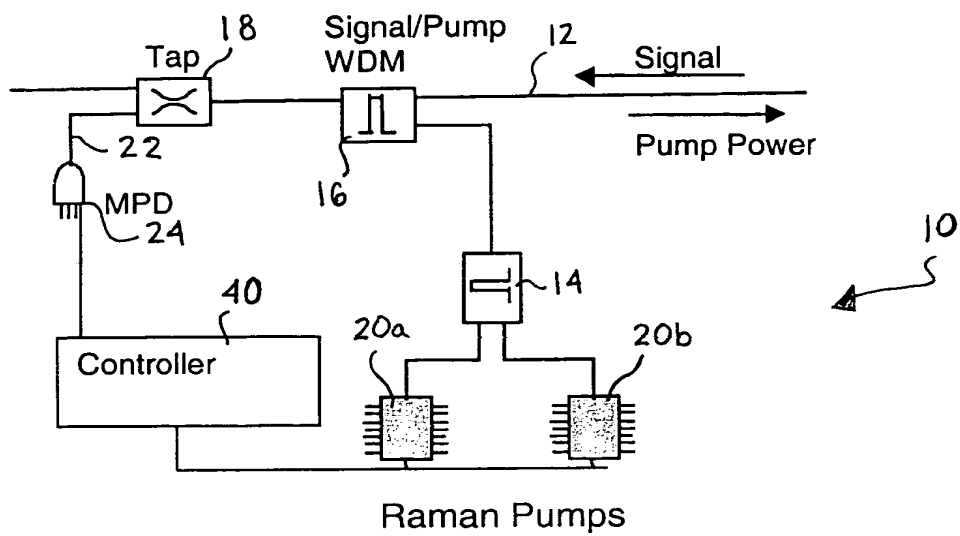 18
Signal/Pump
WDM
12
Tap
Signal
Pump Power
22
16
MPD
24
10
14
40
20a
20b
Controller
Raman Pumps